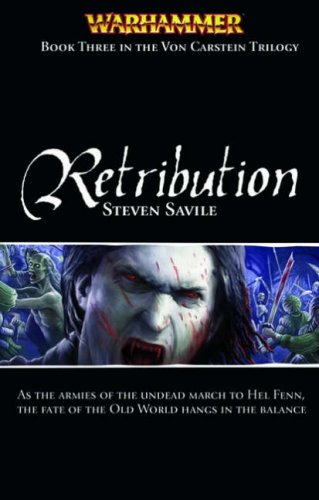 WARHAMMER
BOOK THREE IN THE VON CARSTEIN TRILOGY
Retribution
STEVEN SAVILE
AS THE ARMIES OF THE UNDEAD MARCH TO HEL FENN,
THE FATE OF THE OLD WORLD HANGS IN THE BALANCE